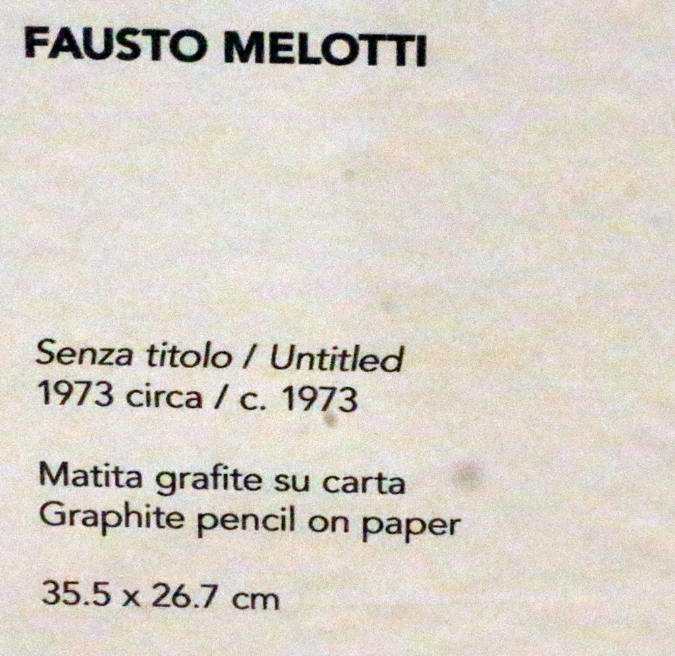 FAUSTO MELOTTI
Senza titolo / Untitled
1973 circa / c. 1973
Matita grafite su carta
Graphite pencil on paper
35.5 x 26.7 cm